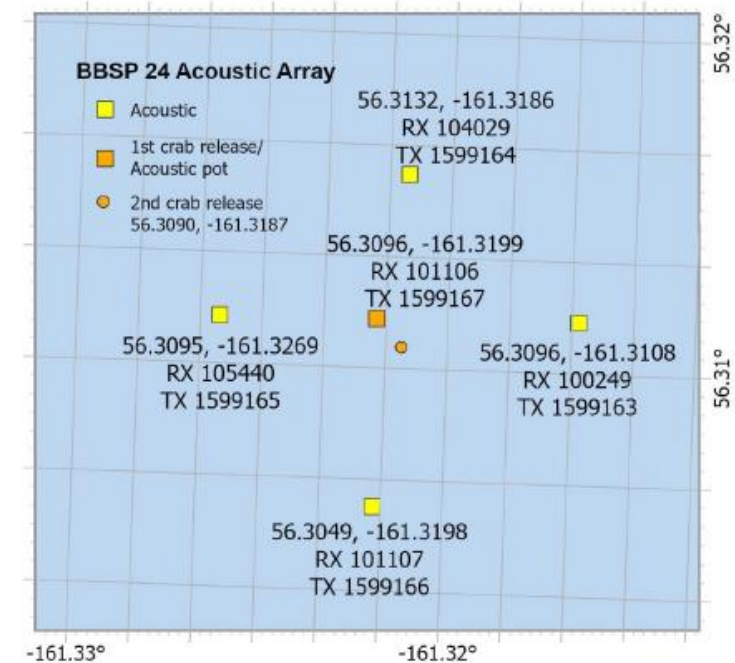 BBSP 24 Acoustic Array
Acoustic
1st crab release/
Acoustic pot
2nd crab release
56.3090, -161.3187
56.3132, -161.3186
RX 104029
TX 1599164
56.3096, -161.3199
RX 101106
TX 1599167
56.3095, -161.3269
RX 105440
TX 1599165
56.3096, -161.3108
RX 100249
TX 1599163
56.3049, -161.3198
RX 101107
TX 1599166
56.32°
56.31°
-161.33°
-161.32°